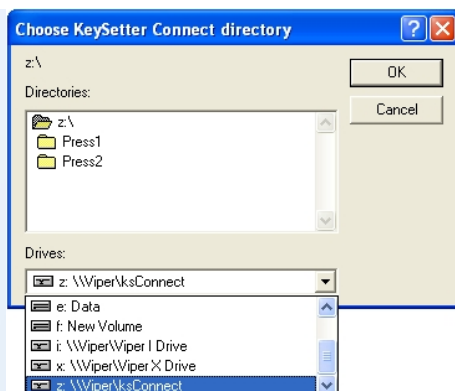 Choose KeySetter Connect directory
z:\
OK
Directories:
Cancel
z:\
Press1
Press2
Drives:
z: \\Viper\ksConnect
e: Data
f: New Volume
i: \\Viper\Viper I Drive
x: \\Viper\Viper X Drive
z: \\Viper\ksConnect